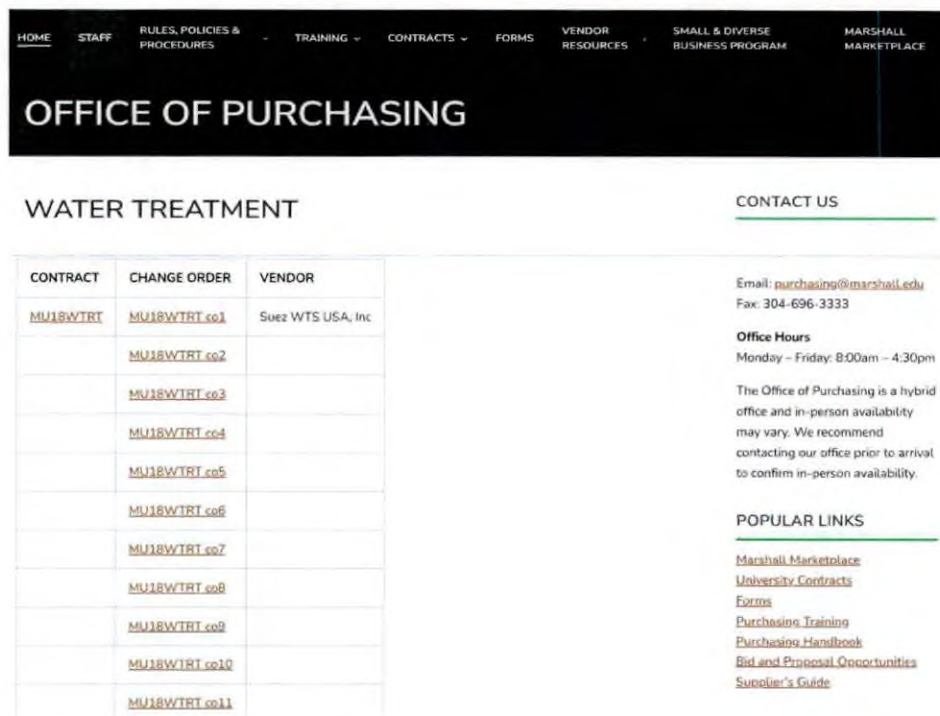 HOME STAFF RULES, POLICIES & PROCEDURES TRAINING CONTRACTS FORMS VENDOR RESOURCES SMALL & DIVERSE BUSINESS PROGRAM MARSHALL MARKETPLACE
OFFICE OF PURCHASING
WATER TREATMENT
CONTRACT CHANGE ORDER VENDOR
MU18WTRT MU18WTRT co1 Suez WTS USA, Inc
MU18WTRT co2
MU18WTRT co3
MU18WTRT co4
MU18WTRT co5
MU18WTRT co6
MU18WTRT co7
MU18WTRT co8
MU18WTRT co9
MU18WTRT co10
MU18WTRT co11
CONTACT US
Email: purchasing@marshall.edu
Fax: 304-696-3333
Office Hours
Monday – Friday: 8:00am – 4:30pm
The Office of Purchasing is a hybrid
office and in-person availability
may vary. We recommend
contacting our office prior to arrival
to confirm in-person availability.
POPULAR LINKS
Marshall Marketplace
University Contracts
Forms
Purchasing Training
Purchasing Handbook
Bid and Proposal Opportunities
Supplier's Guide